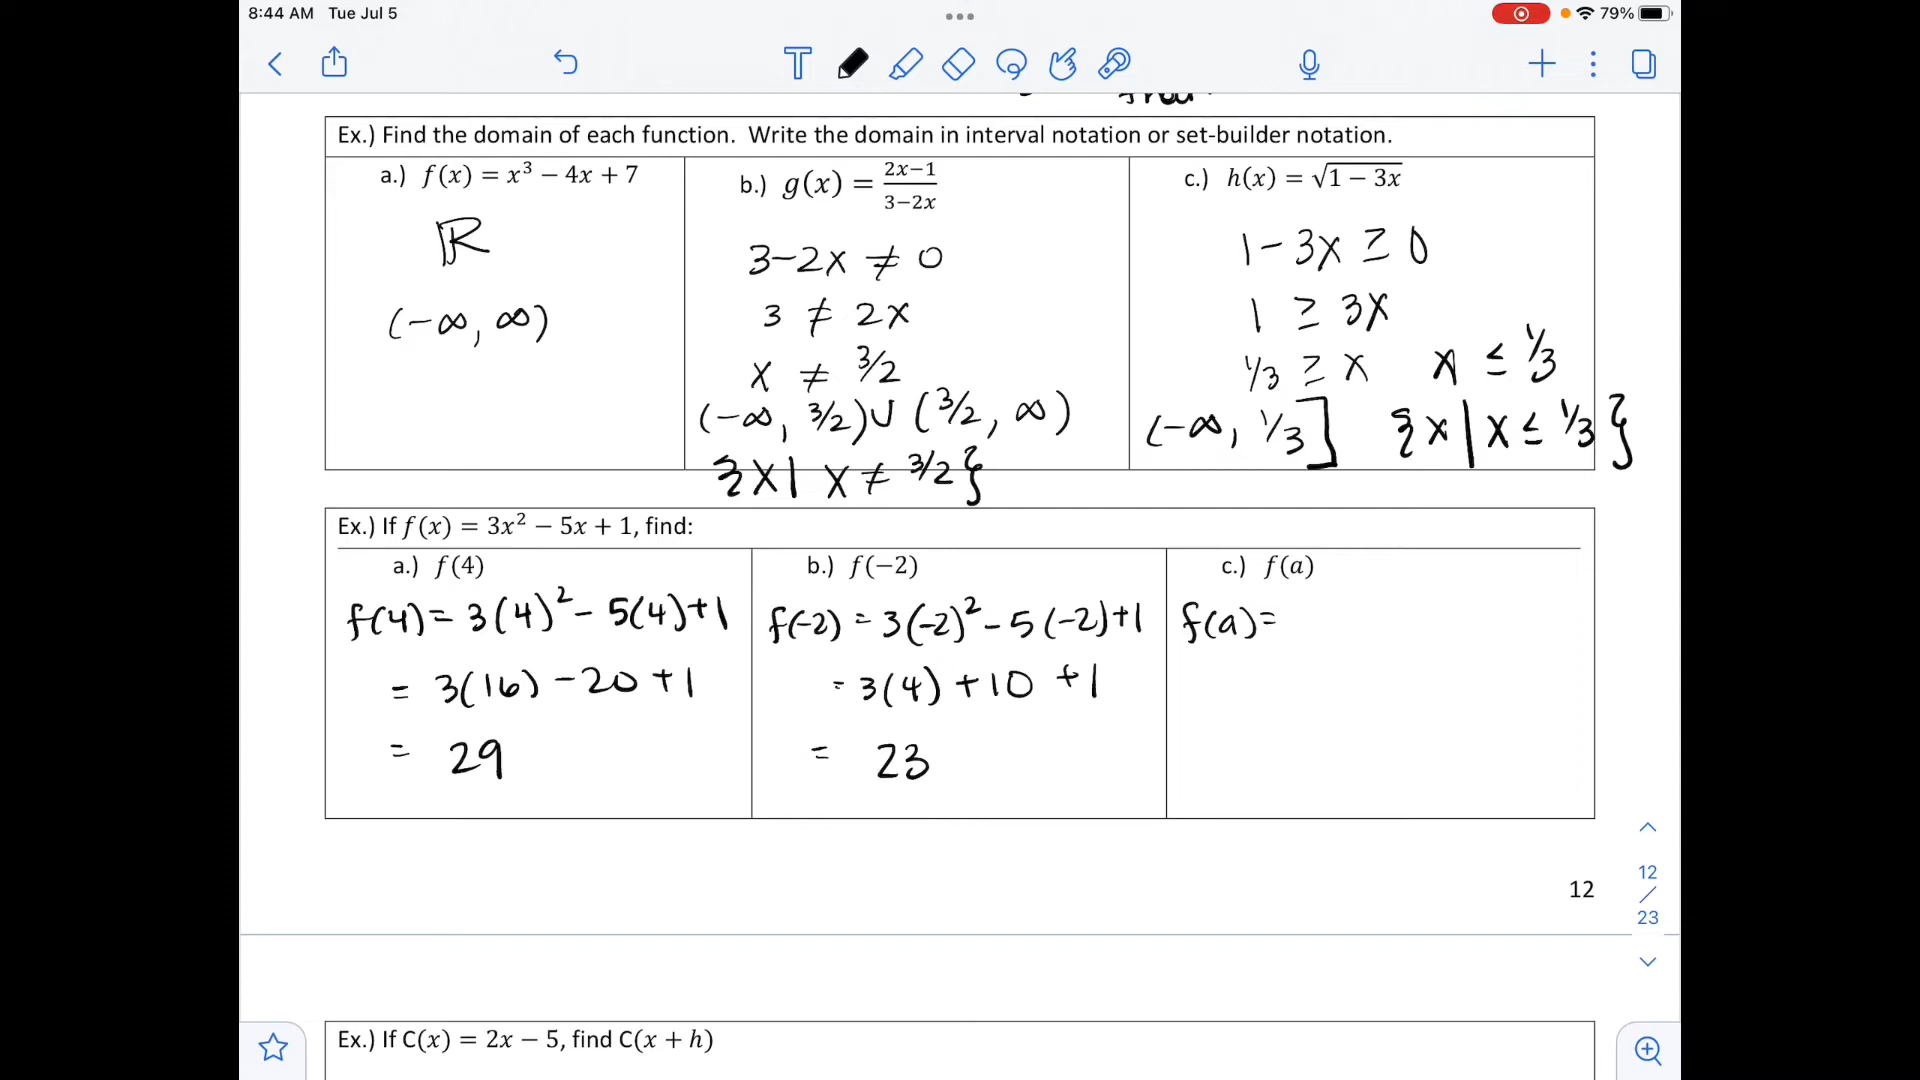 8:44 AM Tue Jul 5
79%
Ex.) Find the domain of each function. Write the domain in interval notation or set-builder notation.
a.) f(x) = x³ − 4x + 7
ℝ
(-∞, ∞)
b.) g(x) = (2x−1)/(3−2x)
3-2x ≠ 0
3 ≠ 2x
x ≠ 3/2
(-∞, 3/2)∪(3/2, ∞)
{x| x ≠ 3/2}
c.) h(x) = √(1 − 3x)
1-3x ≥ 0
1 ≥ 3x
1/3 ≥ x x ≤ 1/3
(-∞, 1/3] {x|x ≤ 1/3}
Ex.) If f(x) = 3x² − 5x + 1, find:
a.) f(4)
f(4)= 3(4)² - 5(4)+1
= 3(16) -20 +1
= 29
b.) f(−2)
f(-2) = 3(-2)² - 5(-2)+1
= 3(4) +10 +1
= 23
c.) f(a)
f(a)=
12
12
/
23
Ex.) If C(x) = 2x − 5, find C(x + h)